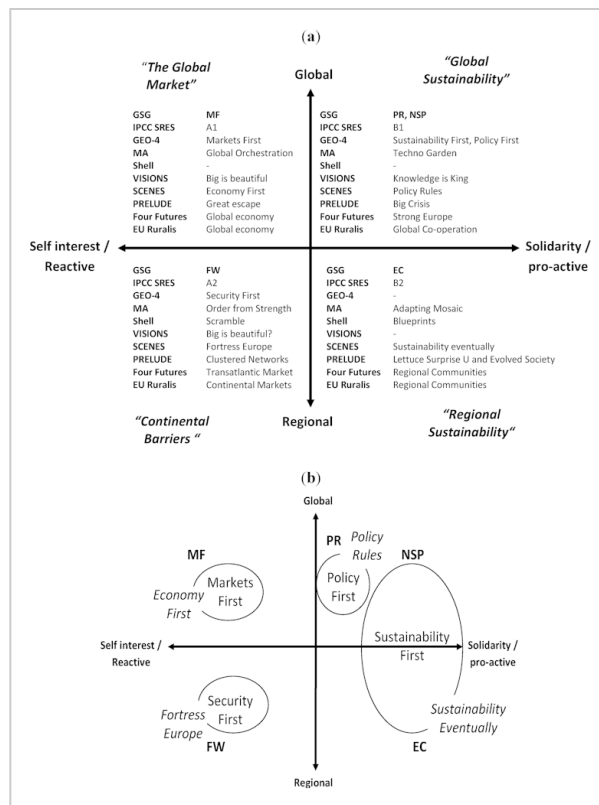 (a)
"The Global
Market"
Global
"Global
Sustainability"
GSG MF
IPCC SRES A1
GEO-4 Markets First
MA Global Orchestration
Shell -
VISIONS Big is beautiful
SCENES Economy First
PRELUDE Great escape
Four Futures Global economy
EU Ruralis Global economy
GSG PR, NSP
IPCC SRES B1
GEO-4 Sustainability First, Policy First
MA Techno Garden
Shell -
VISIONS Knowledge is King
SCENES Policy Rules
PRELUDE Big Crisis
Four Futures Strong Europe
EU Ruralis Global Co-operation
Self interest /
Reactive
Solidarity /
pro-active
GSG FW
IPCC SRES A2
GEO-4 Security First
MA Order from Strength
Shell Scramble
VISIONS Big is beautiful?
SCENES Fortress Europe
PRELUDE Clustered Networks
Four Futures Transatlantic Market
EU Ruralis Continental Markets
GSG EC
IPCC SRES B2
GEO-4 -
MA Adapting Mosaic
Shell Blueprints
VISIONS -
SCENES Sustainability eventually
PRELUDE Lettuce Surprise U and Evolved Society
Four Futures Regional Communities
EU Ruralis Regional Communities
"Continental
Barriers "
Regional
"Regional
Sustainability"
(b)
Global
MF
Markets
First
Economy
First
PR
Policy
Rules
Policy
First
NSP
Self interest /
Reactive
Sustainability
First
Solidarity /
pro-active
Security
First
Fortress
Europe
FW
Sustainability
Eventually
EC
Regional